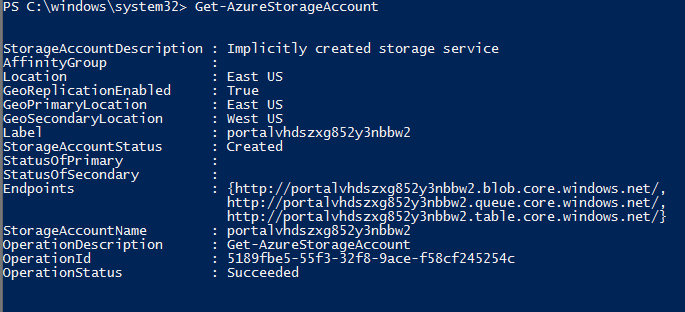 PS C:\windows\system32> Get-AzureStorageAccount
StorageAccountDescription : Implicitly created storage service
AffinityGroup :
Location : East US
GeoReplicationEnabled : True
GeoPrimaryLocation : East US
GeoSecondaryLocation : West US
Label : portalvhdszxg852y3nbbw2
StorageAccountStatus : Created
StatusOfPrimary :
StatusOfSecondary :
Endpoints : {http://portalvhdszxg852y3nbbw2.blob.core.windows.net/,
http://portalvhdszxg852y3nbbw2.queue.core.windows.net/,
http://portalvhdszxg852y3nbbw2.table.core.windows.net/}
StorageAccountName : portalvhdszxg852y3nbbw2
OperationDescription : Get-AzureStorageAccount
OperationId : 5189fbe5-55f3-32f8-9ace-f58cf245254c
OperationStatus : Succeeded